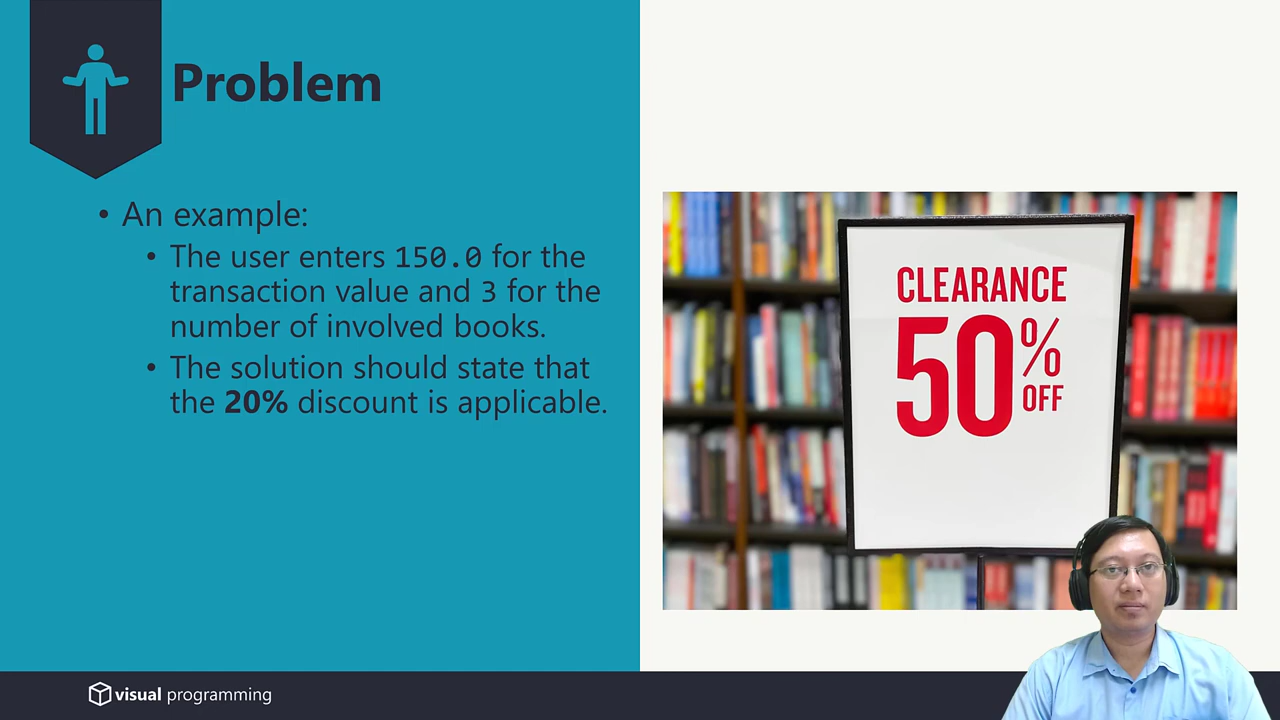 Problem
• An example:
• The user enters 150.0 for the
transaction value and 3 for the
number of involved books.
• The solution should state that
the 20% discount is applicable.
CLEARANCE
50%
OFF
visual programming